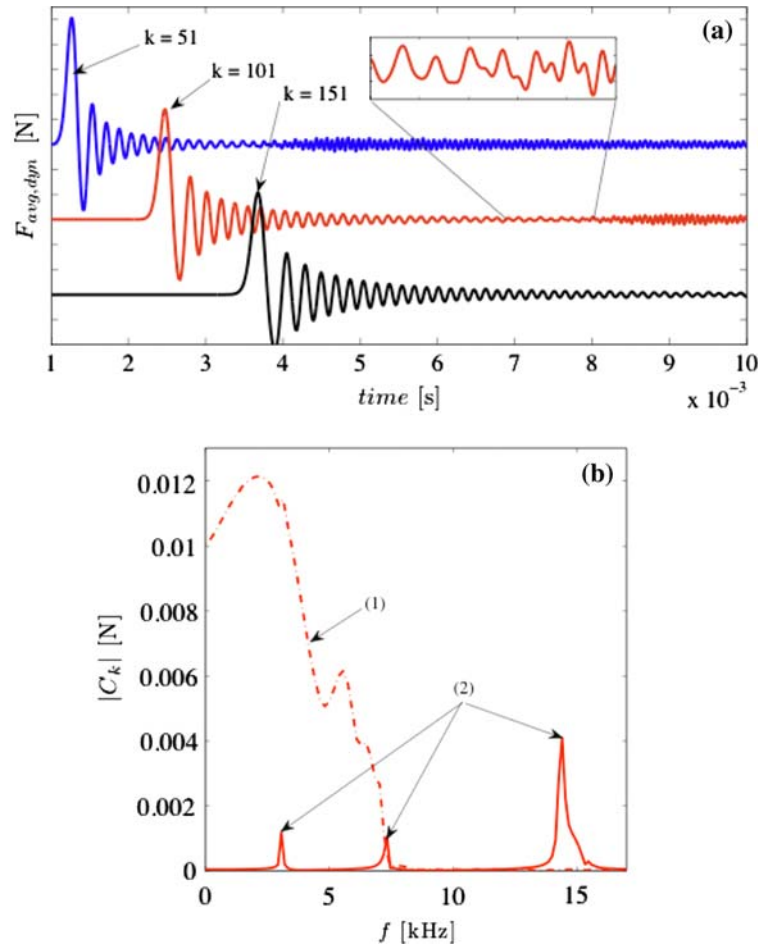 (a)
k = 51
k = 101
k = 151
F_{avg,dyn} [N]
1 2 3 4 5 6 7 8 9 10
time [s]
x 10^{-3}
(b)
0.012
0.01
0.008
0.006
0.004
0.002
0
|C_k| [N]
(1)
(2)
0 5 10 15
f [kHz]